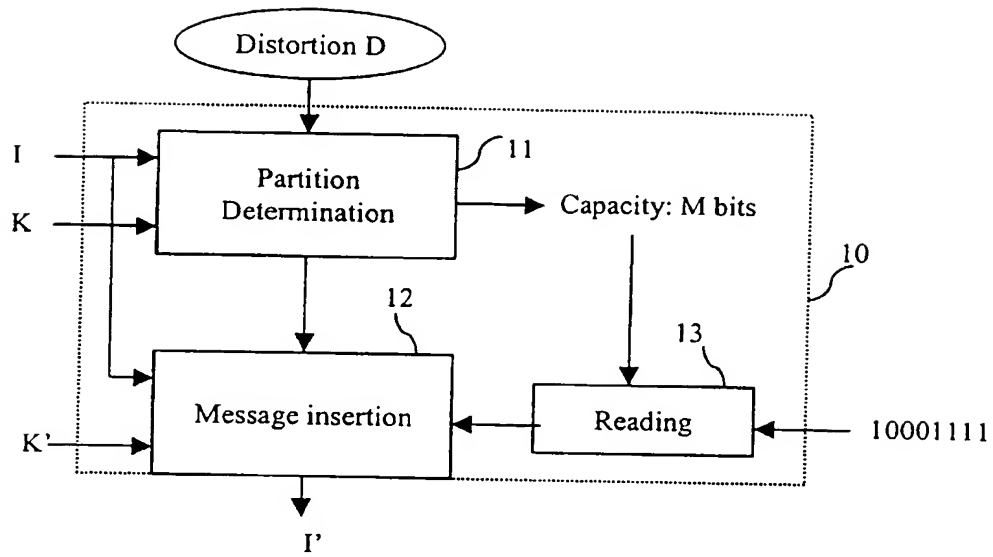 Distortion D
I
11
Partition
Determination
K
Capacity: M bits
10
12
13
Message insertion
Reading
10001111
K'
I'